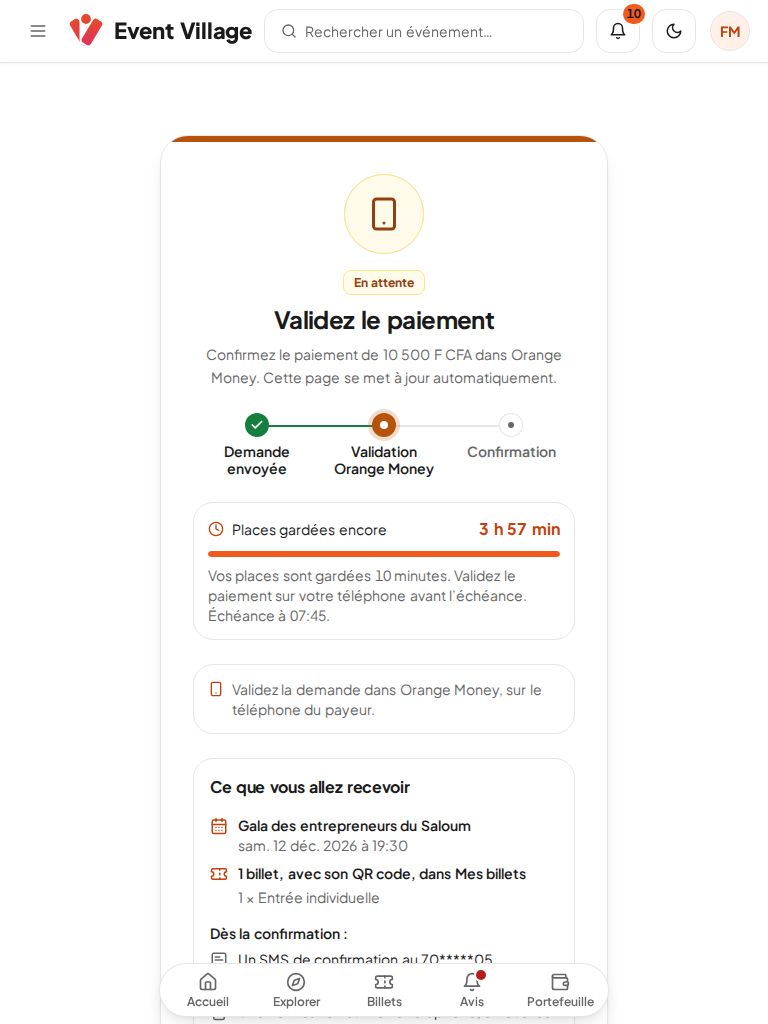 Event Village
Rechercher un événement…
10
FM
En attente
Validez le paiement
Confirmez le paiement de 10 500 F CFA dans Orange
Money. Cette page se met à jour automatiquement.
Demande
envoyée
Validation
Orange Money
Confirmation
Places gardées encore
3 h 57 min
Vos places sont gardées 10 minutes. Validez le
paiement sur votre téléphone avant l'échéance.
Échéance à 07:45.
Validez la demande dans Orange Money, sur le
téléphone du payeur.
Ce que vous allez recevoir
Gala des entrepreneurs du Saloum
sam. 12 déc. 2026 à 19:30
1 billet, avec son QR code, dans Mes billets
1 × Entrée individuelle
Dès la confirmation :
Un SMS de confirmation au 70*****05
Accueil
Explorer
Billets
Avis
Portefeuille